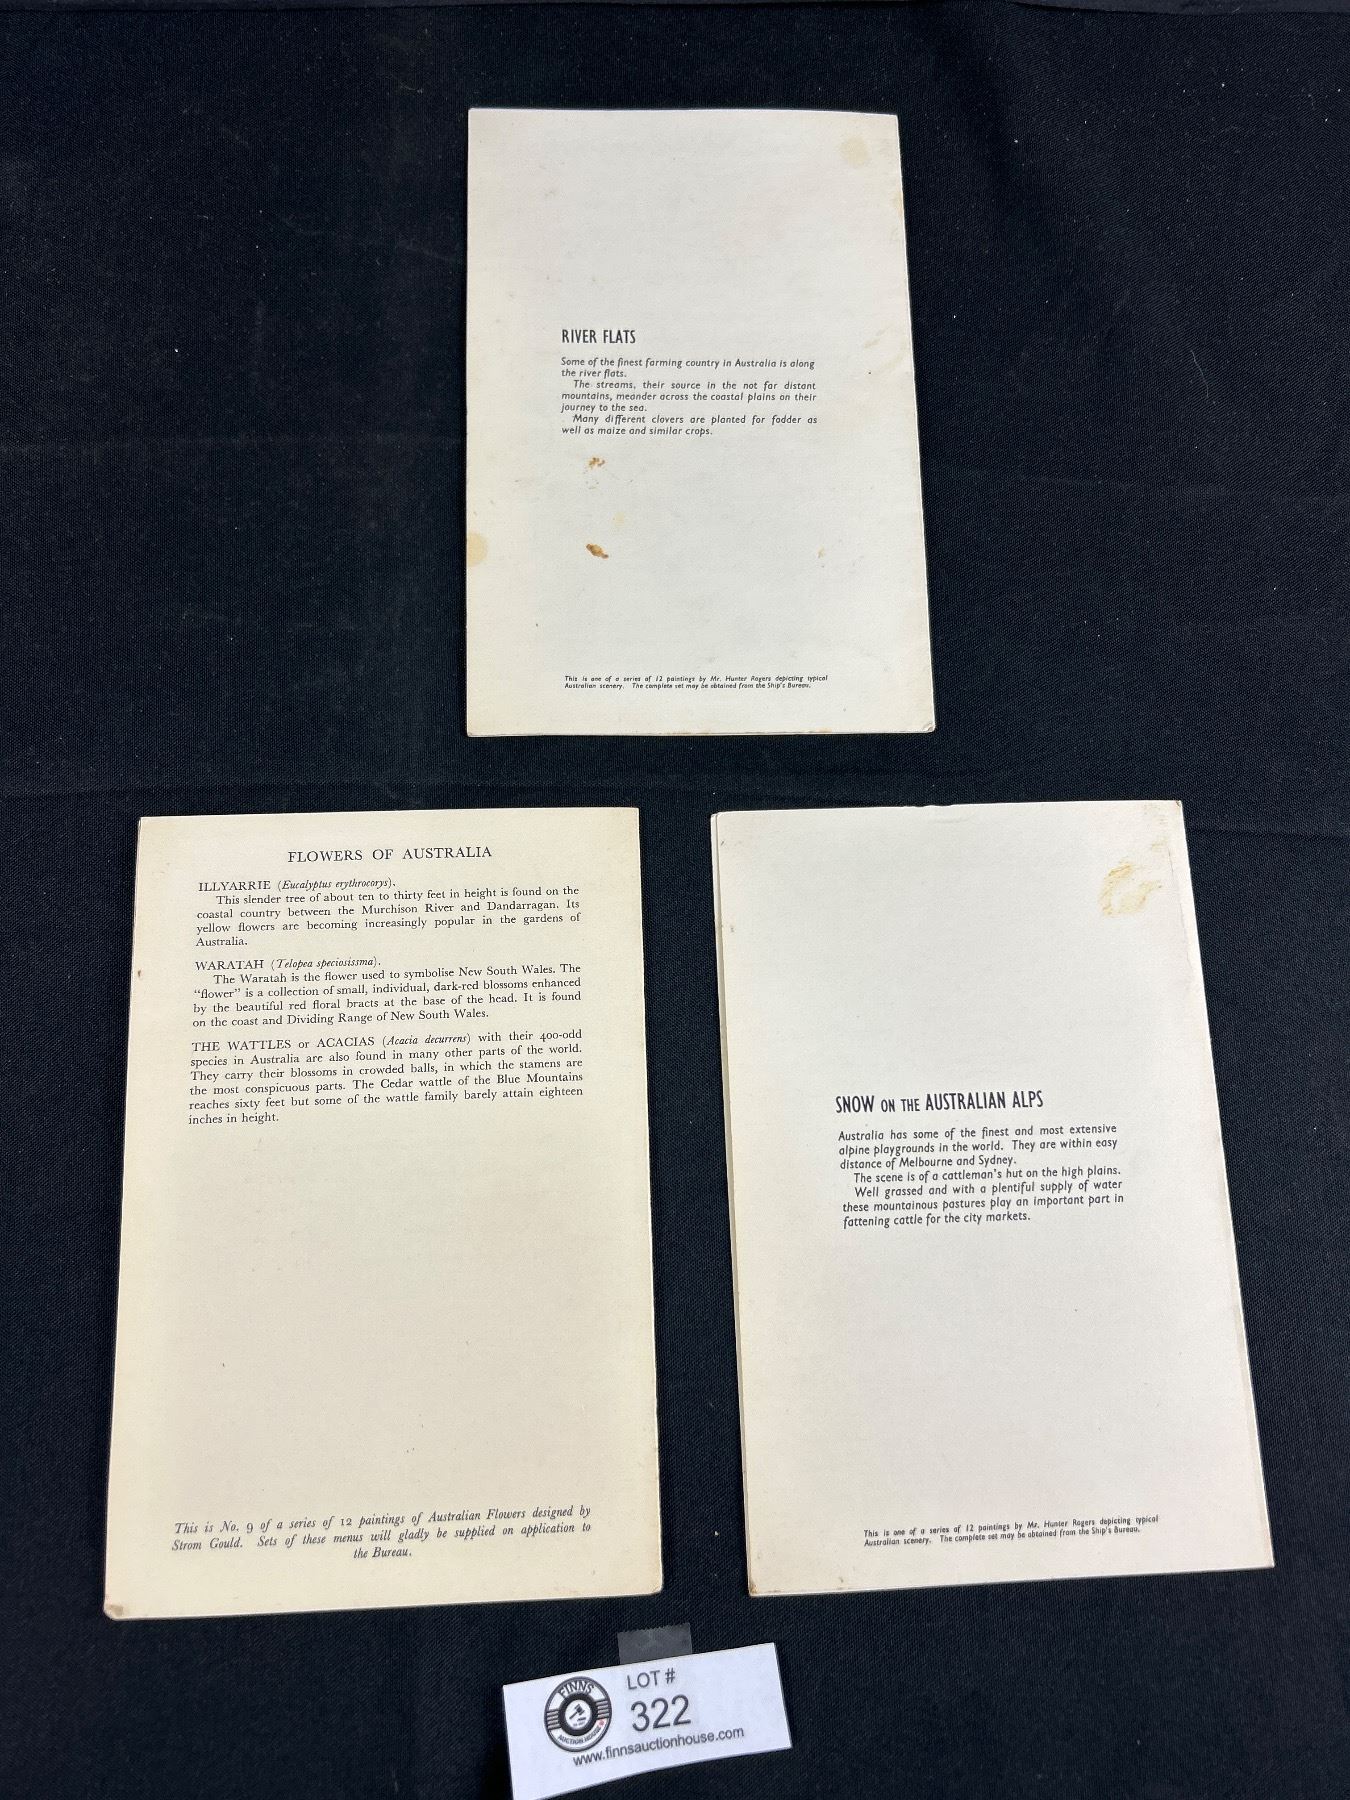 RIVER FLATS
Some of the finest farming country in Australia is along
the river flats.
The streams, their source in the not far distant
mountains, meander across the coastal plains on their
journey to the sea.
Many different clovers are planted for fodder as
well as maize and similar crops.
This is one of a series of 12 paintings by Mr. Hunter Rogers depicting typical
Australian scenery. The complete set may be obtained from the Ship's Bureau.
FLOWERS OF AUSTRALIA
ILLYARRIE (Eucalyptus erythrocorys).
This slender tree of about ten to thirty feet in height is found on the
coastal country between the Murchison River and Dandarragan. Its
yellow flowers are becoming increasingly popular in the gardens of
Australia.
WARATAH (Telopea speciosissma).
The Waratah is the flower used to symbolise New South Wales. The
"flower" is a collection of small, individual, dark-red blossoms enhanced
by the beautiful red floral bracts at the base of the head. It is found
on the coast and Dividing Range of New South Wales.
THE WATTLES or ACACIAS (Acacia decurrens) with their 400-odd
species in Australia are also found in many other parts of the world.
They carry their blossoms in crowded balls, in which the stamens are
the most conspicuous parts. The Cedar wattle of the Blue Mountains
reaches sixty feet but some of the wattle family barely attain eighteen
inches in height.
This is No. 9 of a series of 12 paintings of Australian Flowers designed by
Strom Gould. Sets of these menus will gladly be supplied on application to
the Bureau.
SNOW ON THE AUSTRALIAN ALPS
Australia has some of the finest and most extensive
alpine playgrounds in the world. They are within easy
distance of Melbourne and Sydney.
The scene is of a cattleman's hut on the high plains.
Well grassed and with a plentiful supply of water
these mountainous pastures play an important part in
fattening cattle for the city markets.
This is one of a series of 12 paintings by Mr. Hunter Rogers depicting typical
Australian scenery. The complete set may be obtained from the Ship's Bureau.
FINNS
AUCTION HOUSE
LOT #
322
www.finnsauctionhouse.com